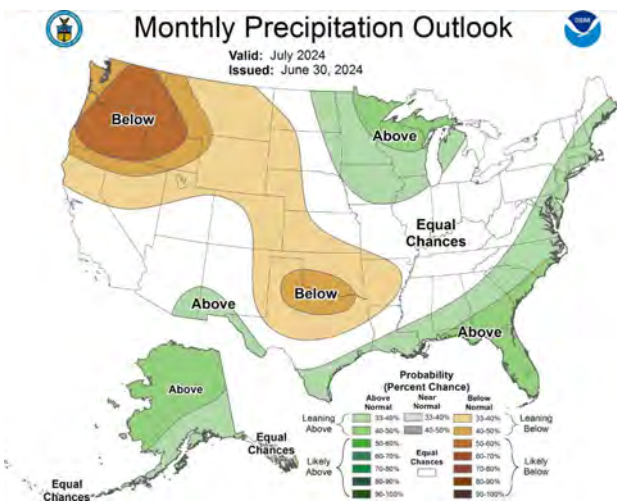 Monthly Precipitation Outlook
Valid: July 2024
Issued: June 30, 2024
Below
Above
Equal
Chances
Below
Above
Above
Above
Equal
Chances
Equal
Chances
Probability
(Percent Chance)
Above
Normal
Near
Normal
Below
Normal
Leaning
Above
33-40%
33-40%
33-40%
Leaning
Below
40-50%
40-50%
40-50%
50-60%
50-60%
Likely
Above
60-70%
Equal
Chances
60-70%
Likely
Below
70-80%
70-80%
80-90%
80-90%
90-100%
90-100%